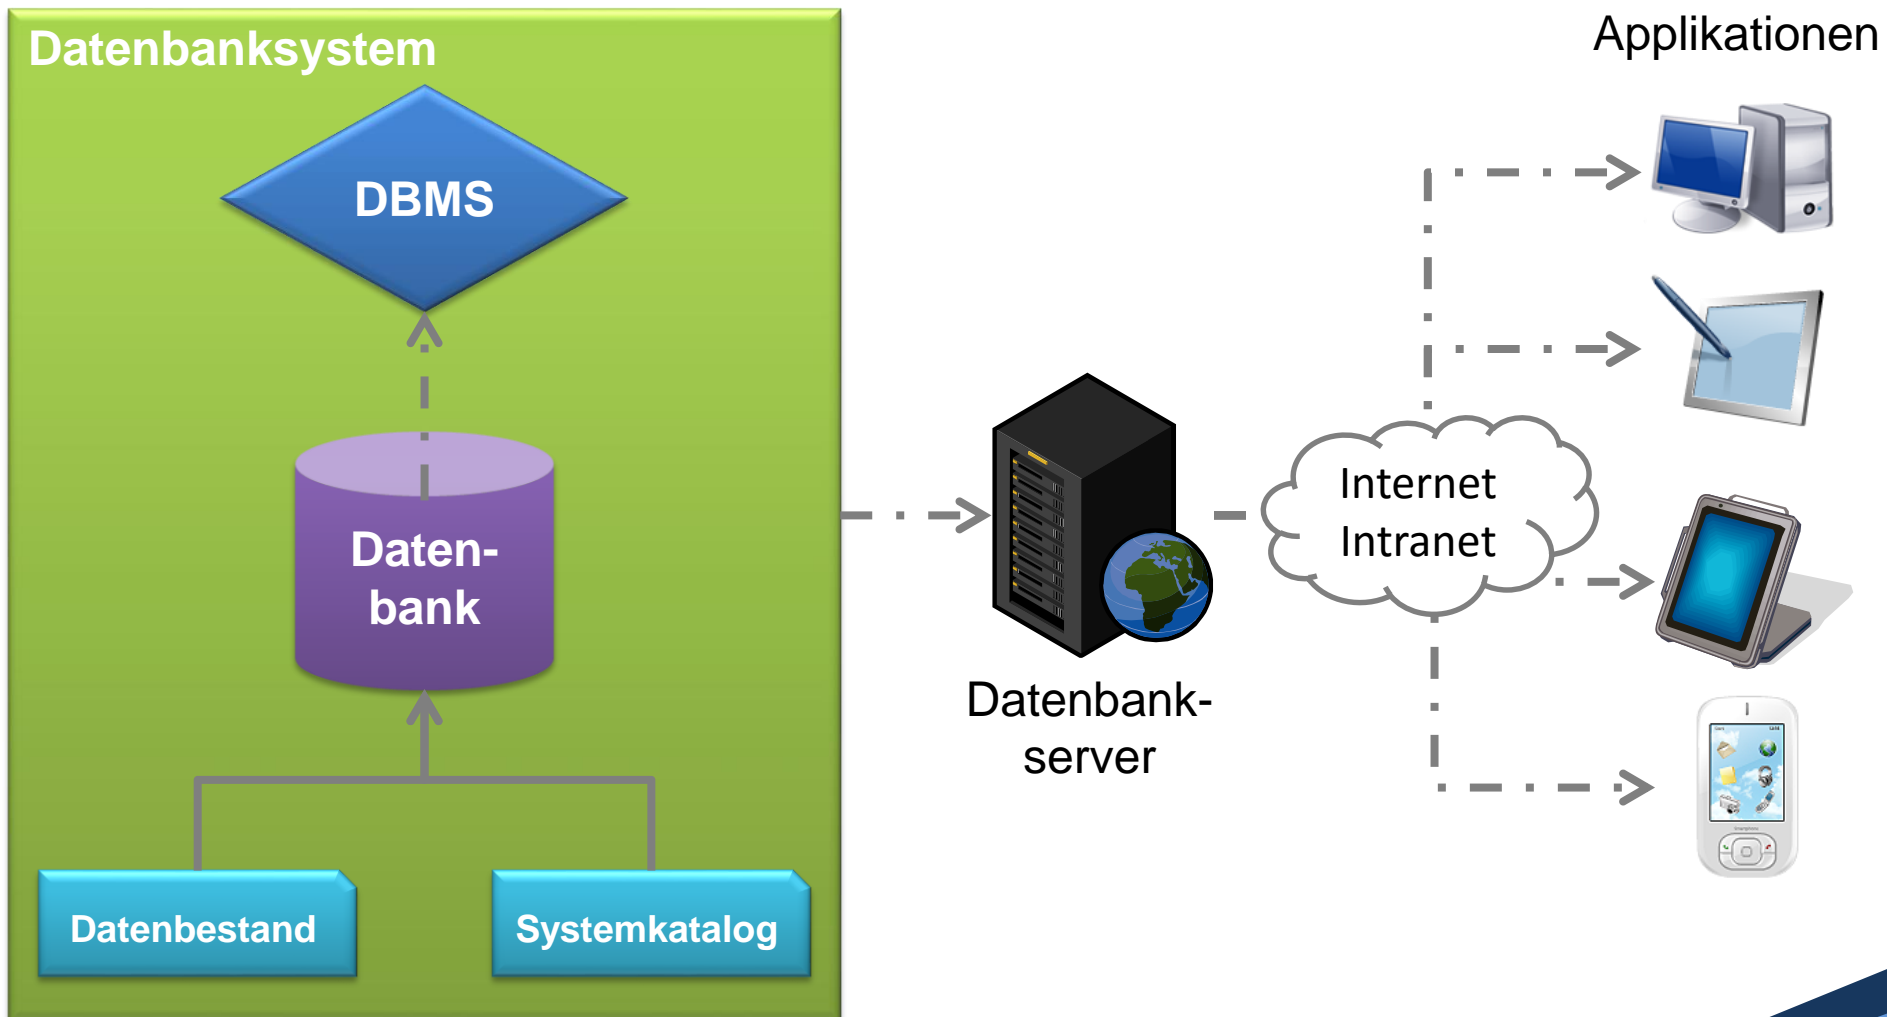 Datenbanksystem
Applikationen
DBMS
Daten-
bank
Internet
Intranet
Datenbank-
server
Datenbestand
Systemkatalog